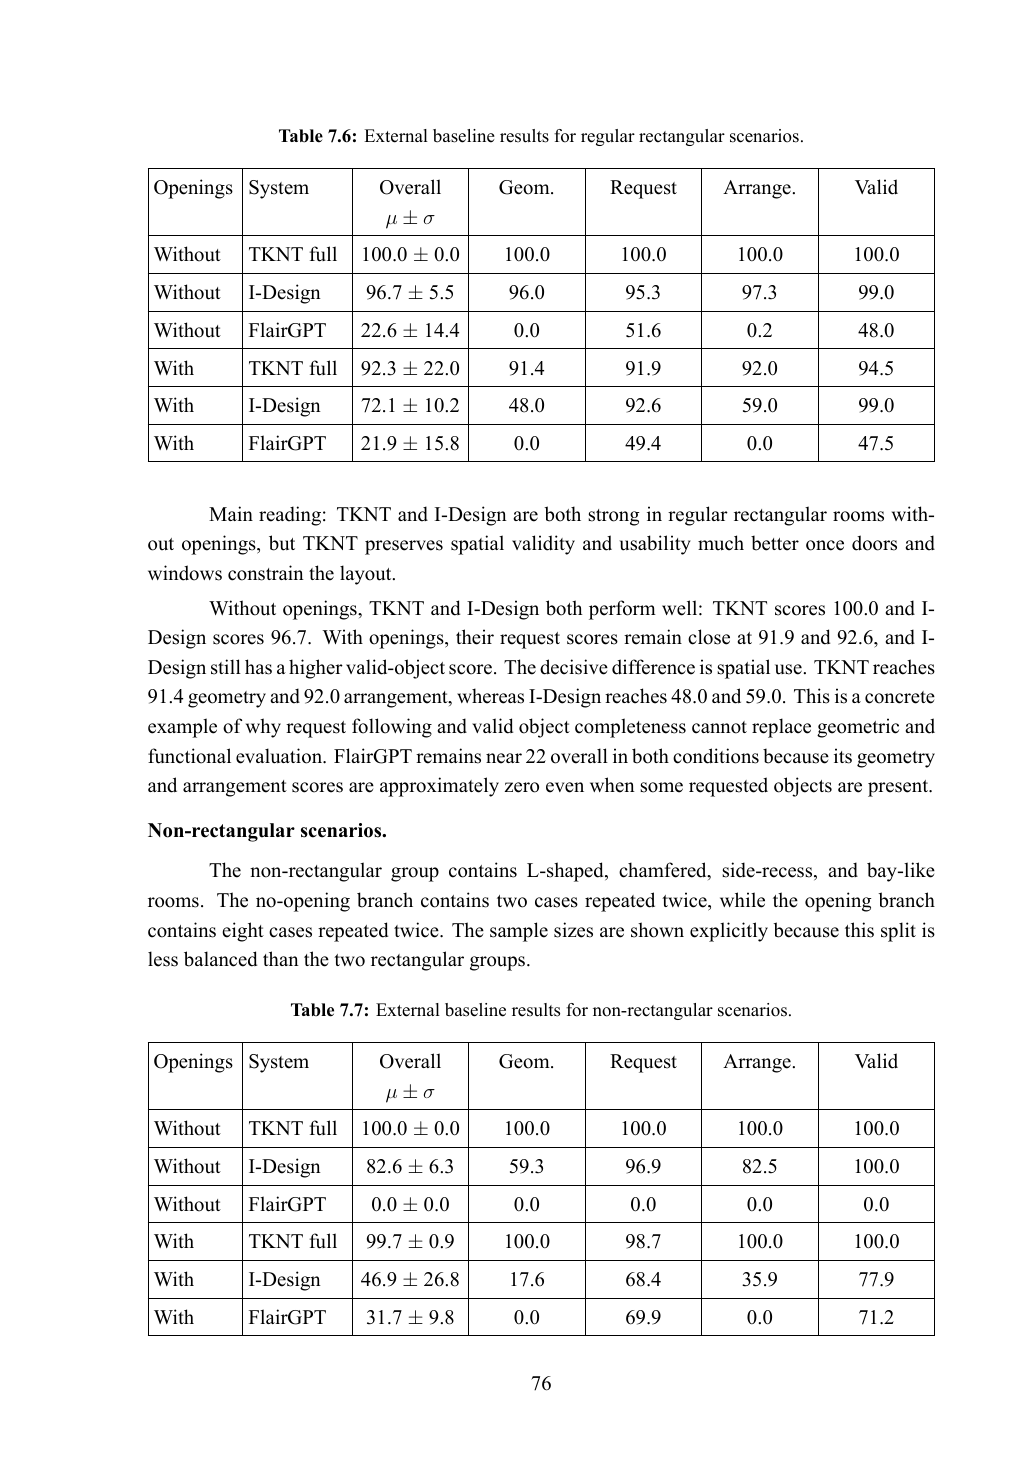 Table 7.6: External baseline results for regular rectangular scenarios.
Openings System Overall Geom. Request Arrange. Valid
μ ± σ
Without TKNT full 100.0 ± 0.0 100.0 100.0 100.0 100.0
Without I-Design 96.7 ± 5.5 96.0 95.3 97.3 99.0
Without FlairGPT 22.6 ± 14.4 0.0 51.6 0.2 48.0
With TKNT full 92.3 ± 22.0 91.4 91.9 92.0 94.5
With I-Design 72.1 ± 10.2 48.0 92.6 59.0 99.0
With FlairGPT 21.9 ± 15.8 0.0 49.4 0.0 47.5
Main reading: TKNT and I-Design are both strong in regular rectangular rooms with-
out openings, but TKNT preserves spatial validity and usability much better once doors and
windows constrain the layout.
Without openings, TKNT and I-Design both perform well: TKNT scores 100.0 and I-
Design scores 96.7. With openings, their request scores remain close at 91.9 and 92.6, and I-
Design still has a higher valid-object score. The decisive difference is spatial use. TKNT reaches
91.4 geometry and 92.0 arrangement, whereas I-Design reaches 48.0 and 59.0. This is a concrete
example of why request following and valid object completeness cannot replace geometric and
functional evaluation. FlairGPT remains near 22 overall in both conditions because its geometry
and arrangement scores are approximately zero even when some requested objects are present.
Non-rectangular scenarios.
The non-rectangular group contains L-shaped, chamfered, side-recess, and bay-like
rooms. The no-opening branch contains two cases repeated twice, while the opening branch
contains eight cases repeated twice. The sample sizes are shown explicitly because this split is
less balanced than the two rectangular groups.
Table 7.7: External baseline results for non-rectangular scenarios.
Openings System Overall Geom. Request Arrange. Valid
μ ± σ
Without TKNT full 100.0 ± 0.0 100.0 100.0 100.0 100.0
Without I-Design 82.6 ± 6.3 59.3 96.9 82.5 100.0
Without FlairGPT 0.0 ± 0.0 0.0 0.0 0.0 0.0
With TKNT full 99.7 ± 0.9 100.0 98.7 100.0 100.0
With I-Design 46.9 ± 26.8 17.6 68.4 35.9 77.9
With FlairGPT 31.7 ± 9.8 0.0 69.9 0.0 71.2
76